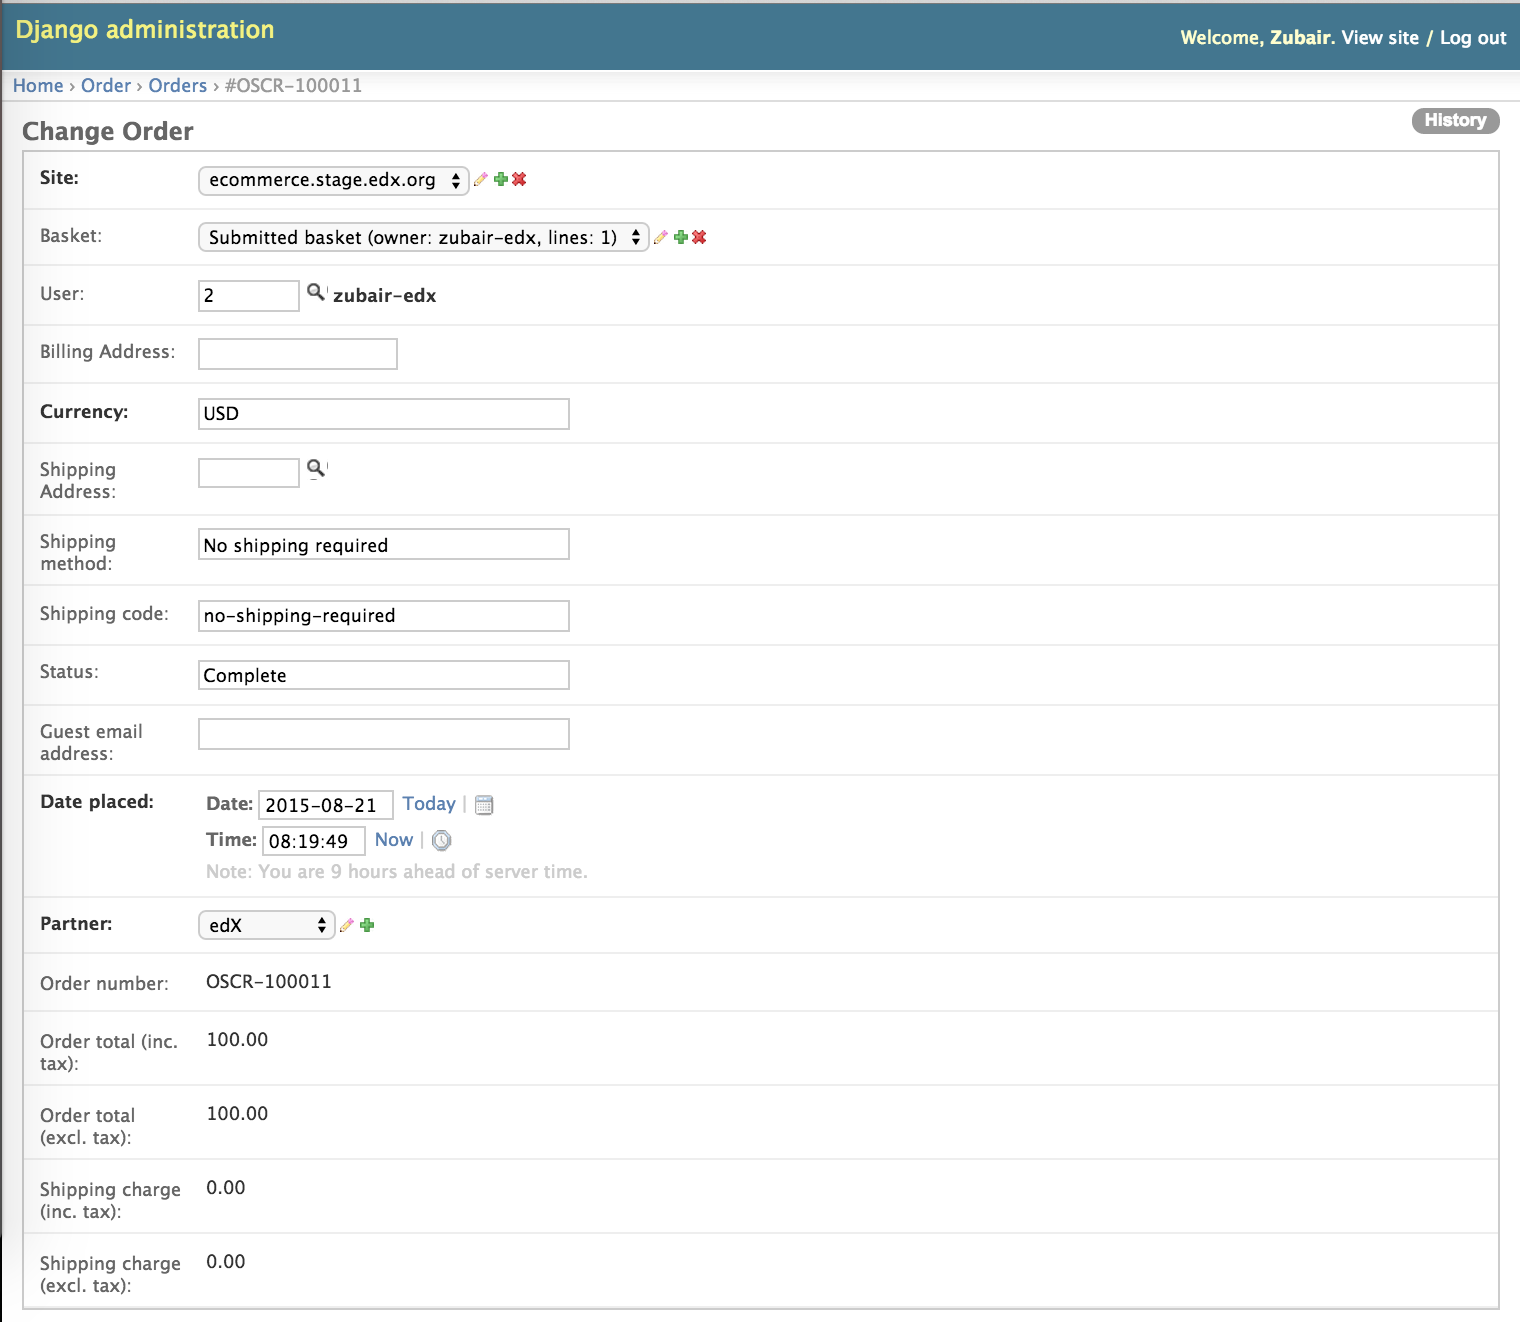 Django administration
Welcome, Zubair. View site / Log out
Home › Order › Orders › #OSCR-100011
Change Order
History
Site:
ecommerce.stage.edx.org
Basket:
Submitted basket (owner: zubair-edx, lines: 1)
User:
2
zubair-edx
Billing Address:
Currency:
USD
Shipping
Address:
Shipping
method:
No shipping required
Shipping code:
no-shipping-required
Status:
Complete
Guest email
address:
Date placed:
Date: 2015-08-21 Today |
Time: 08:19:49 Now |
Note: You are 9 hours ahead of server time.
Partner:
edX
Order number:
OSCR-100011
Order total (inc.
tax):
100.00
Order total
(excl. tax):
100.00
Shipping charge
(inc. tax):
0.00
Shipping charge
(excl. tax):
0.00